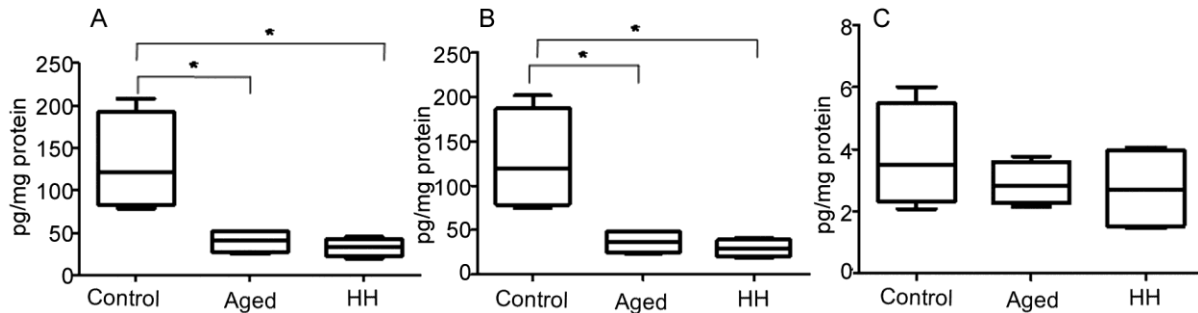 A
*
*
pg/mg protein
250
200
150
100
50
0
Control Aged HH
B
*
*
pg/mg protein
250
200
150
100
50
0
Control Aged HH
C
pg/mg protein
8
6
4
2
0
Control Aged HH